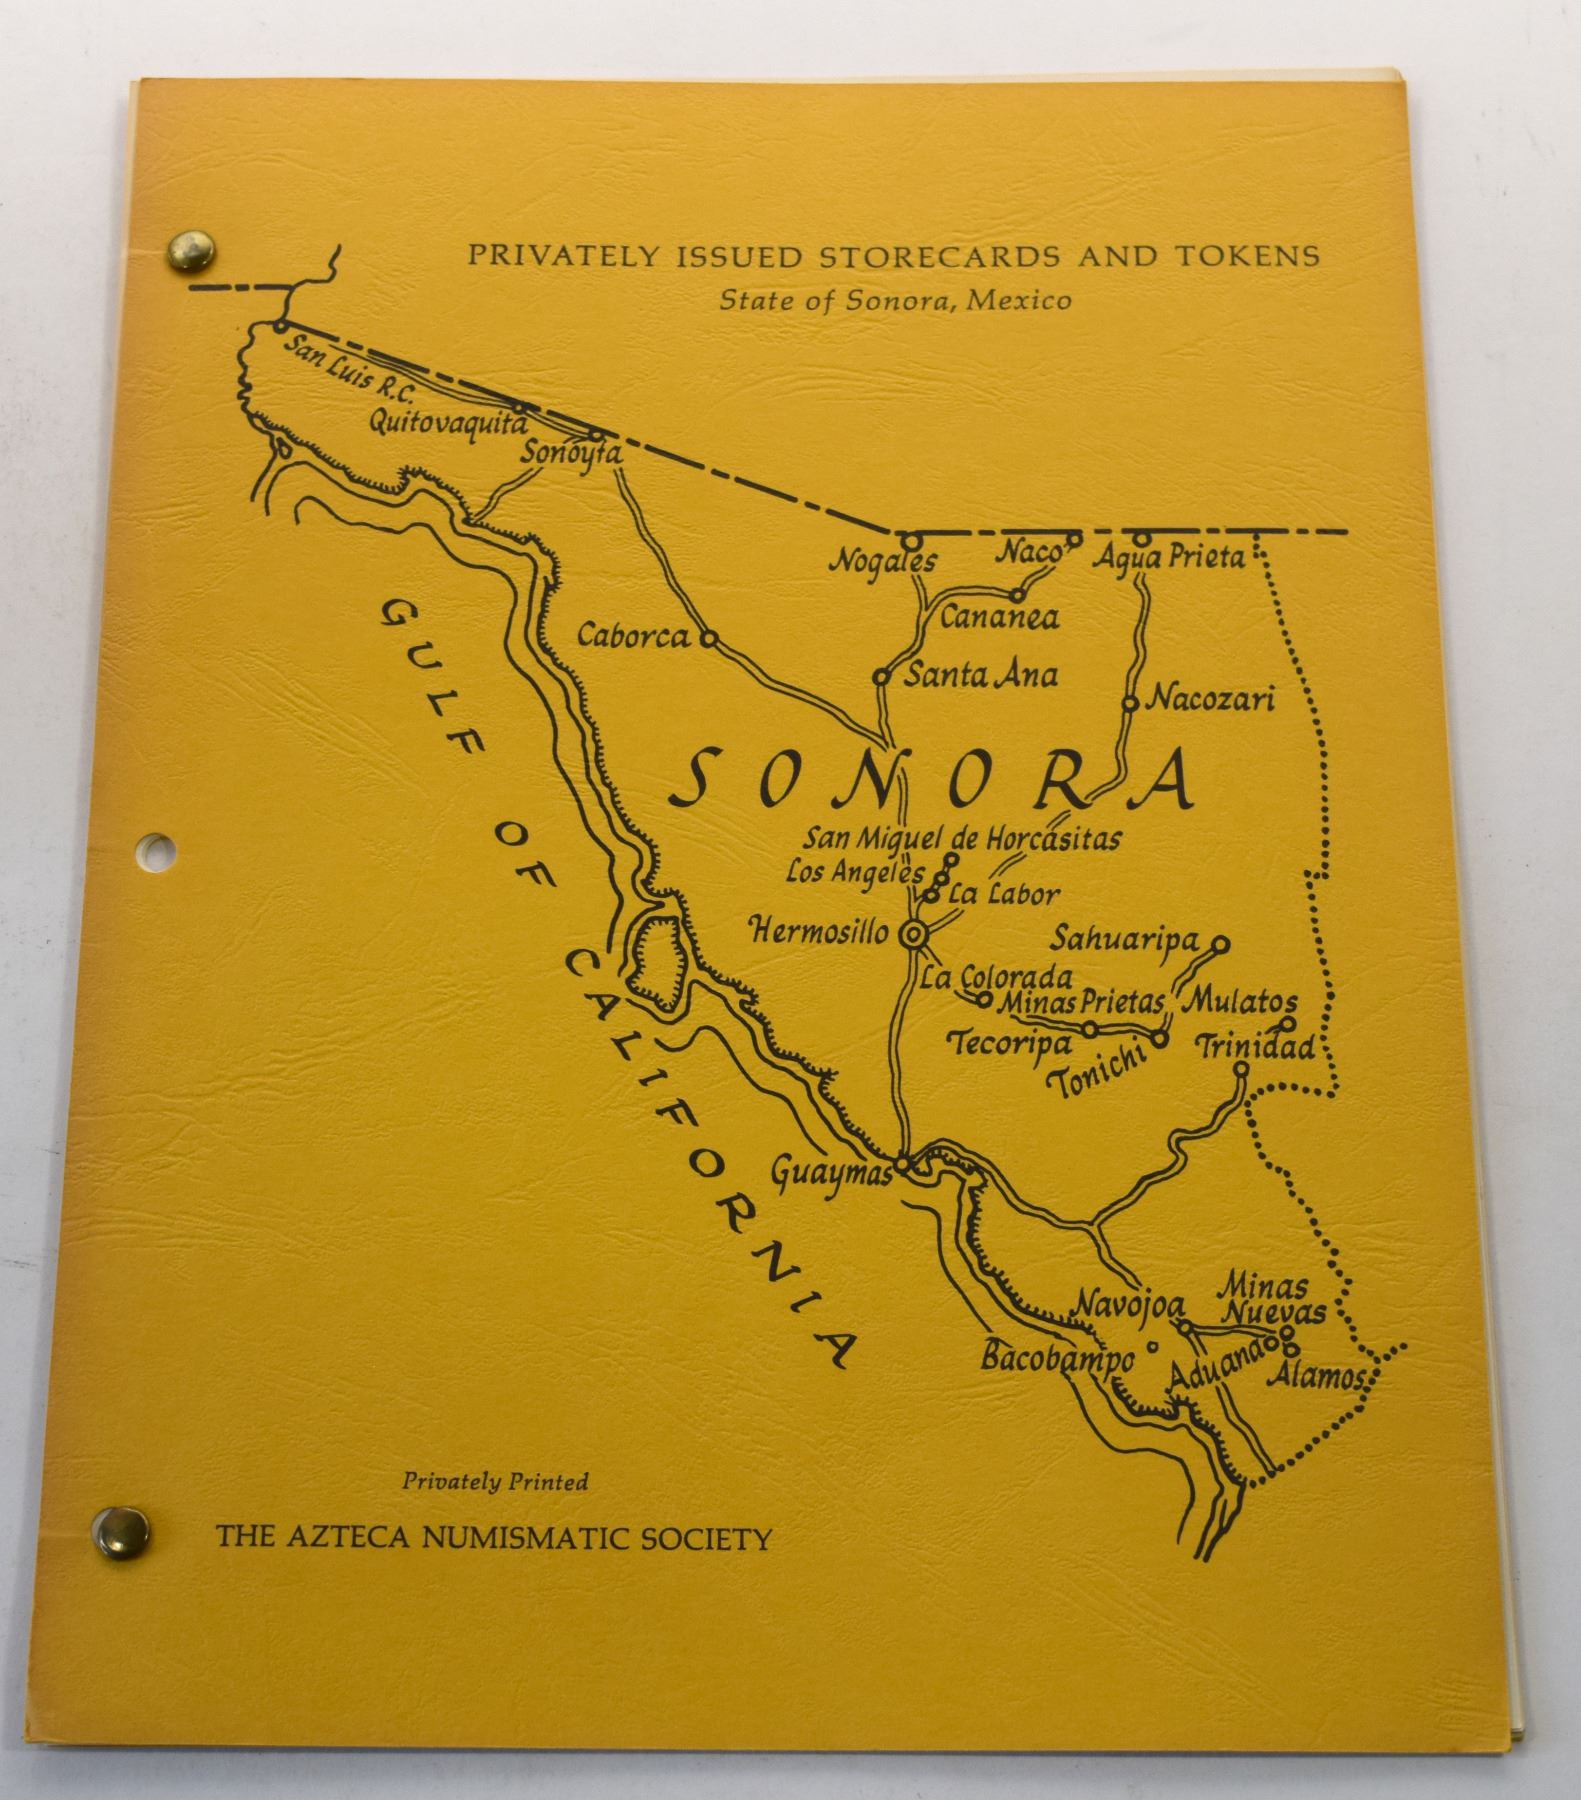 PRIVATELY ISSUED STORECARDS AND TOKENS
State of Sonora, Mexico
San Luis R.C.
Quitovaquita
Sonoyta
Nogales
Naco
Agua Prieta
Cananea
Caborca
Santa Ana
Nacozari
GULF OF CALIFORNIA
SONORA
San Miguel de Horcasitas
Los Angeles
La Labor
Hermosillo
Sahuaripa
La Colorada
Minas Prietas
Mulatos
Tecoripa
Tonichi
Trinidad
Guaymas
Minas
Nuevas
Navojoa
Bacobampo
Aduana
Alamos
Privately Printed
THE AZTECA NUMISMATIC SOCIETY